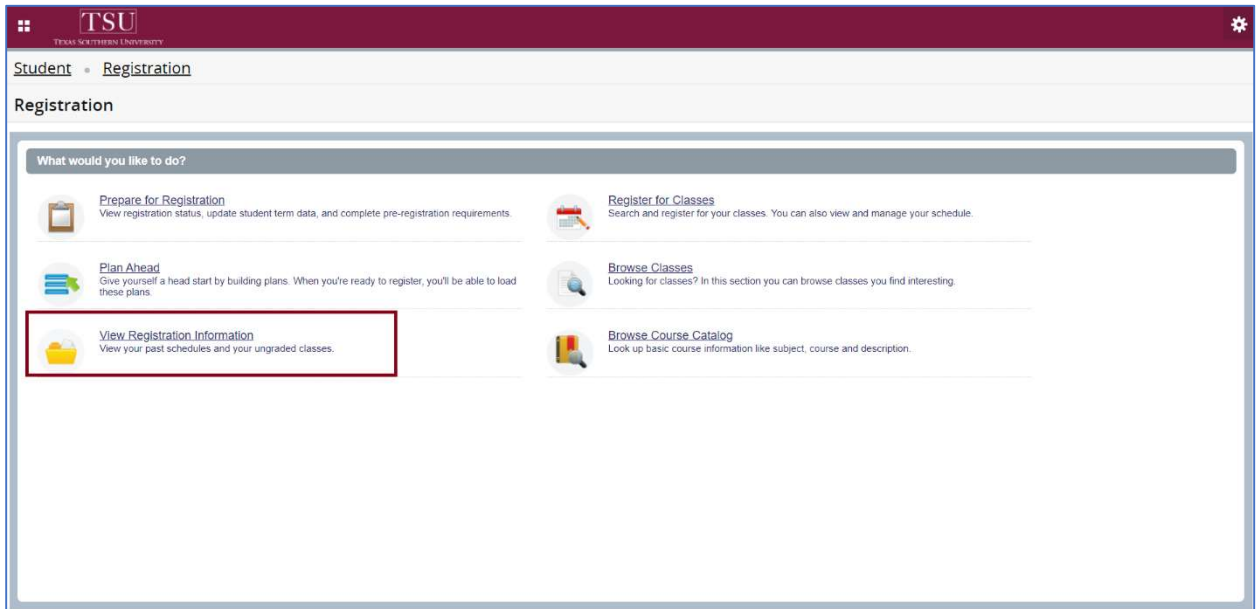 TSU
TEXAS SOUTHERN UNIVERSITY
Student • Registration
Registration
What would you like to do?
Prepare for Registration
View registration status, update student term data, and complete pre-registration requirements.
Register for Classes
Search and register for your classes. You can also view and manage your schedule.
Plan Ahead
Give yourself a head start by building plans. When you're ready to register, you'll be able to load
these plans.
Browse Classes
Looking for classes? In this section you can browse classes you find interesting.
View Registration Information
View your past schedules and your ungraded classes.
Browse Course Catalog
Look up basic course information like subject, course and description.